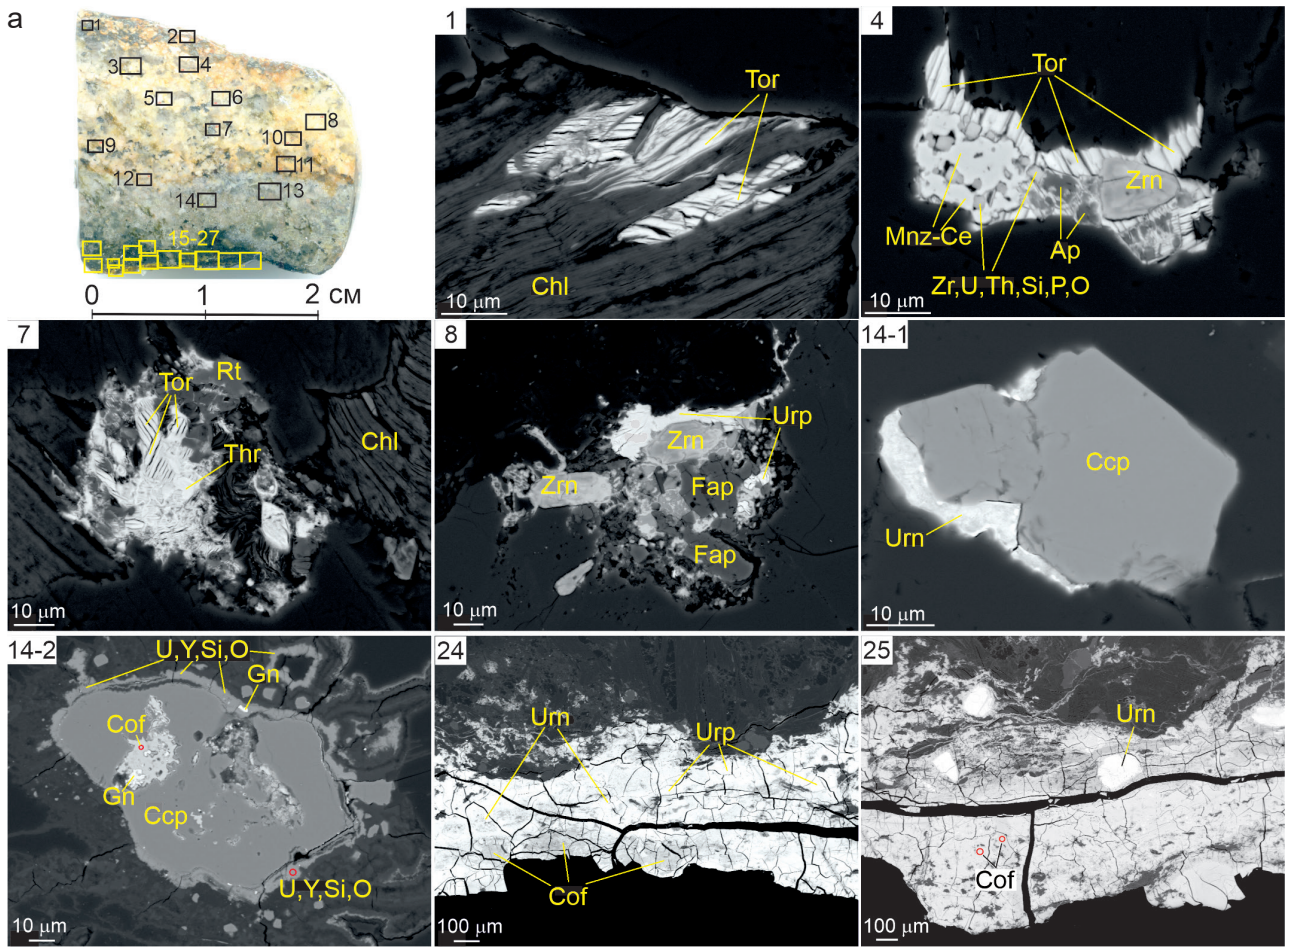 a
1
2
3
4
5
6
7
8
9
10
11
12
13
14
15-27
0 1 2 см
1
Tor
Chl
10 μm
4
Tor
Zrn
Mnz-Ce
Ap
Zr,U,Th,Si,P,O
10 μm
7
Rt
Tor
Chl
Thr
10 μm
8
Urp
Zrn
Zrn
Fap
Fap
10 μm
14-1
Ccp
Urn
10 μm
14-2
U,Y,Si,O
Gn
Cof
Gn
Ccp
U,Y,Si,O
10 μm
24
Urn
Urp
Cof
100 μm
25
Urn
Cof
100 μm